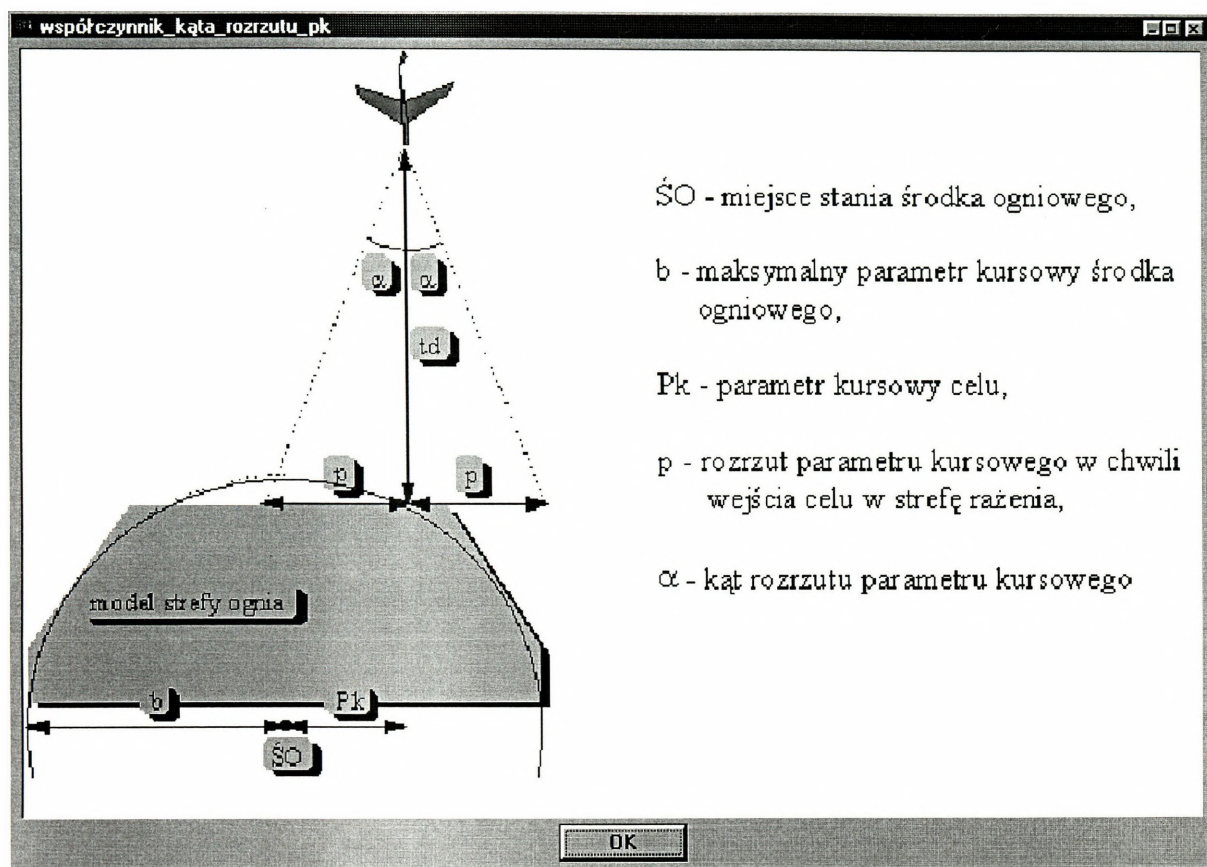 współczynnik_kąta_rozrzutu_pk
α α
td
p p
model strefy ognia
b Pk
ŚO
ŚO - miejsce stania środka ogniowego,
b - maksymalny parametr kursowy środka
ogniowego,
Pk - parametr kursowy celu,
p - rozrzut parametru kursowego w chwili
wejścia celu w strefę rażenia,
α - kąt rozrzutu parametru kursowego
OK